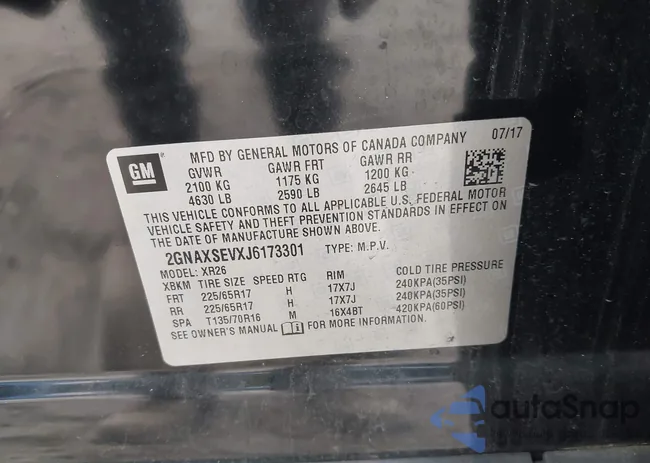 GM
MFD BY GENERAL MOTORS OF CANADA COMPANY 07/17
GVWR GAWR FRT GAWR RR
2100 KG 1175 KG 1200 KG
4630 LB 2590 LB 2645 LB
THIS VEHICLE CONFORMS TO ALL APPLICABLE U.S. FEDERAL MOTOR
VEHICLE SAFETY AND THEFT PREVENTION STANDARDS IN EFFECT ON
THE DATE OF MANUFACTURE SHOWN ABOVE.
2GNAXSEVXJ6173301 TYPE: M.P.V.
MODEL: XR26
XBKM TIRE SIZE SPEED RTG RIM COLD TIRE PRESSURE
FRT 225/65R17 H 17X7J 240KPA(35PSI)
RR 225/65R17 H 17X7J 240KPA(35PSI)
SPA T135/70R16 M 16X4BT 420KPA(60PSI)
SEE OWNER'S MANUAL FOR MORE INFORMATION.
autoSnap